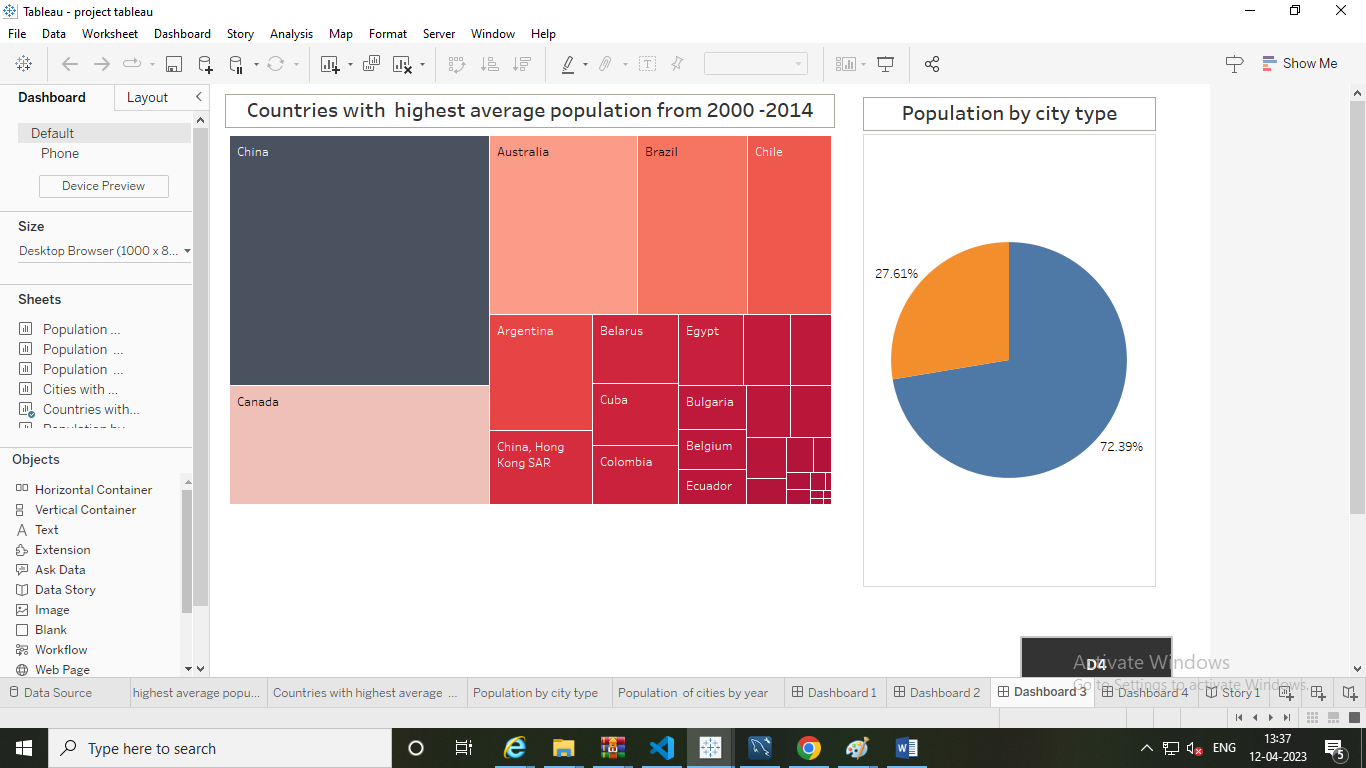 Tableau - project tableau
File Data Worksheet Dashboard Story Analysis Map Format Server Window Help
Show Me
Dashboard Layout
Default
Phone
Device Preview
Size
Desktop Browser (1000 x 8...
Sheets
Population ...
Population ...
Population ...
Cities with ...
Countries with...
Objects
Horizontal Container
Vertical Container
Text
Extension
Ask Data
Data Story
Image
Blank
Workflow
Web Page
Countries with highest average population from 2000 -2014
China
Australia
Brazil
Chile
Canada
Argentina
Belarus
Egypt
Cuba
Bulgaria
China, Hong
Kong SAR
Colombia
Belgium
Ecuador
Population by city type
27.61%
72.39%
D4
Activate Windows
Go to Settings to activate Windows.
Data Source highest average popu... Countries with highest average ... Population by city type Population of cities by year Dashboard 1 Dashboard 2 Dashboard 3 Dashboard 4 Story 1
Type here to search
ENG
13:37
12-04-2023
5